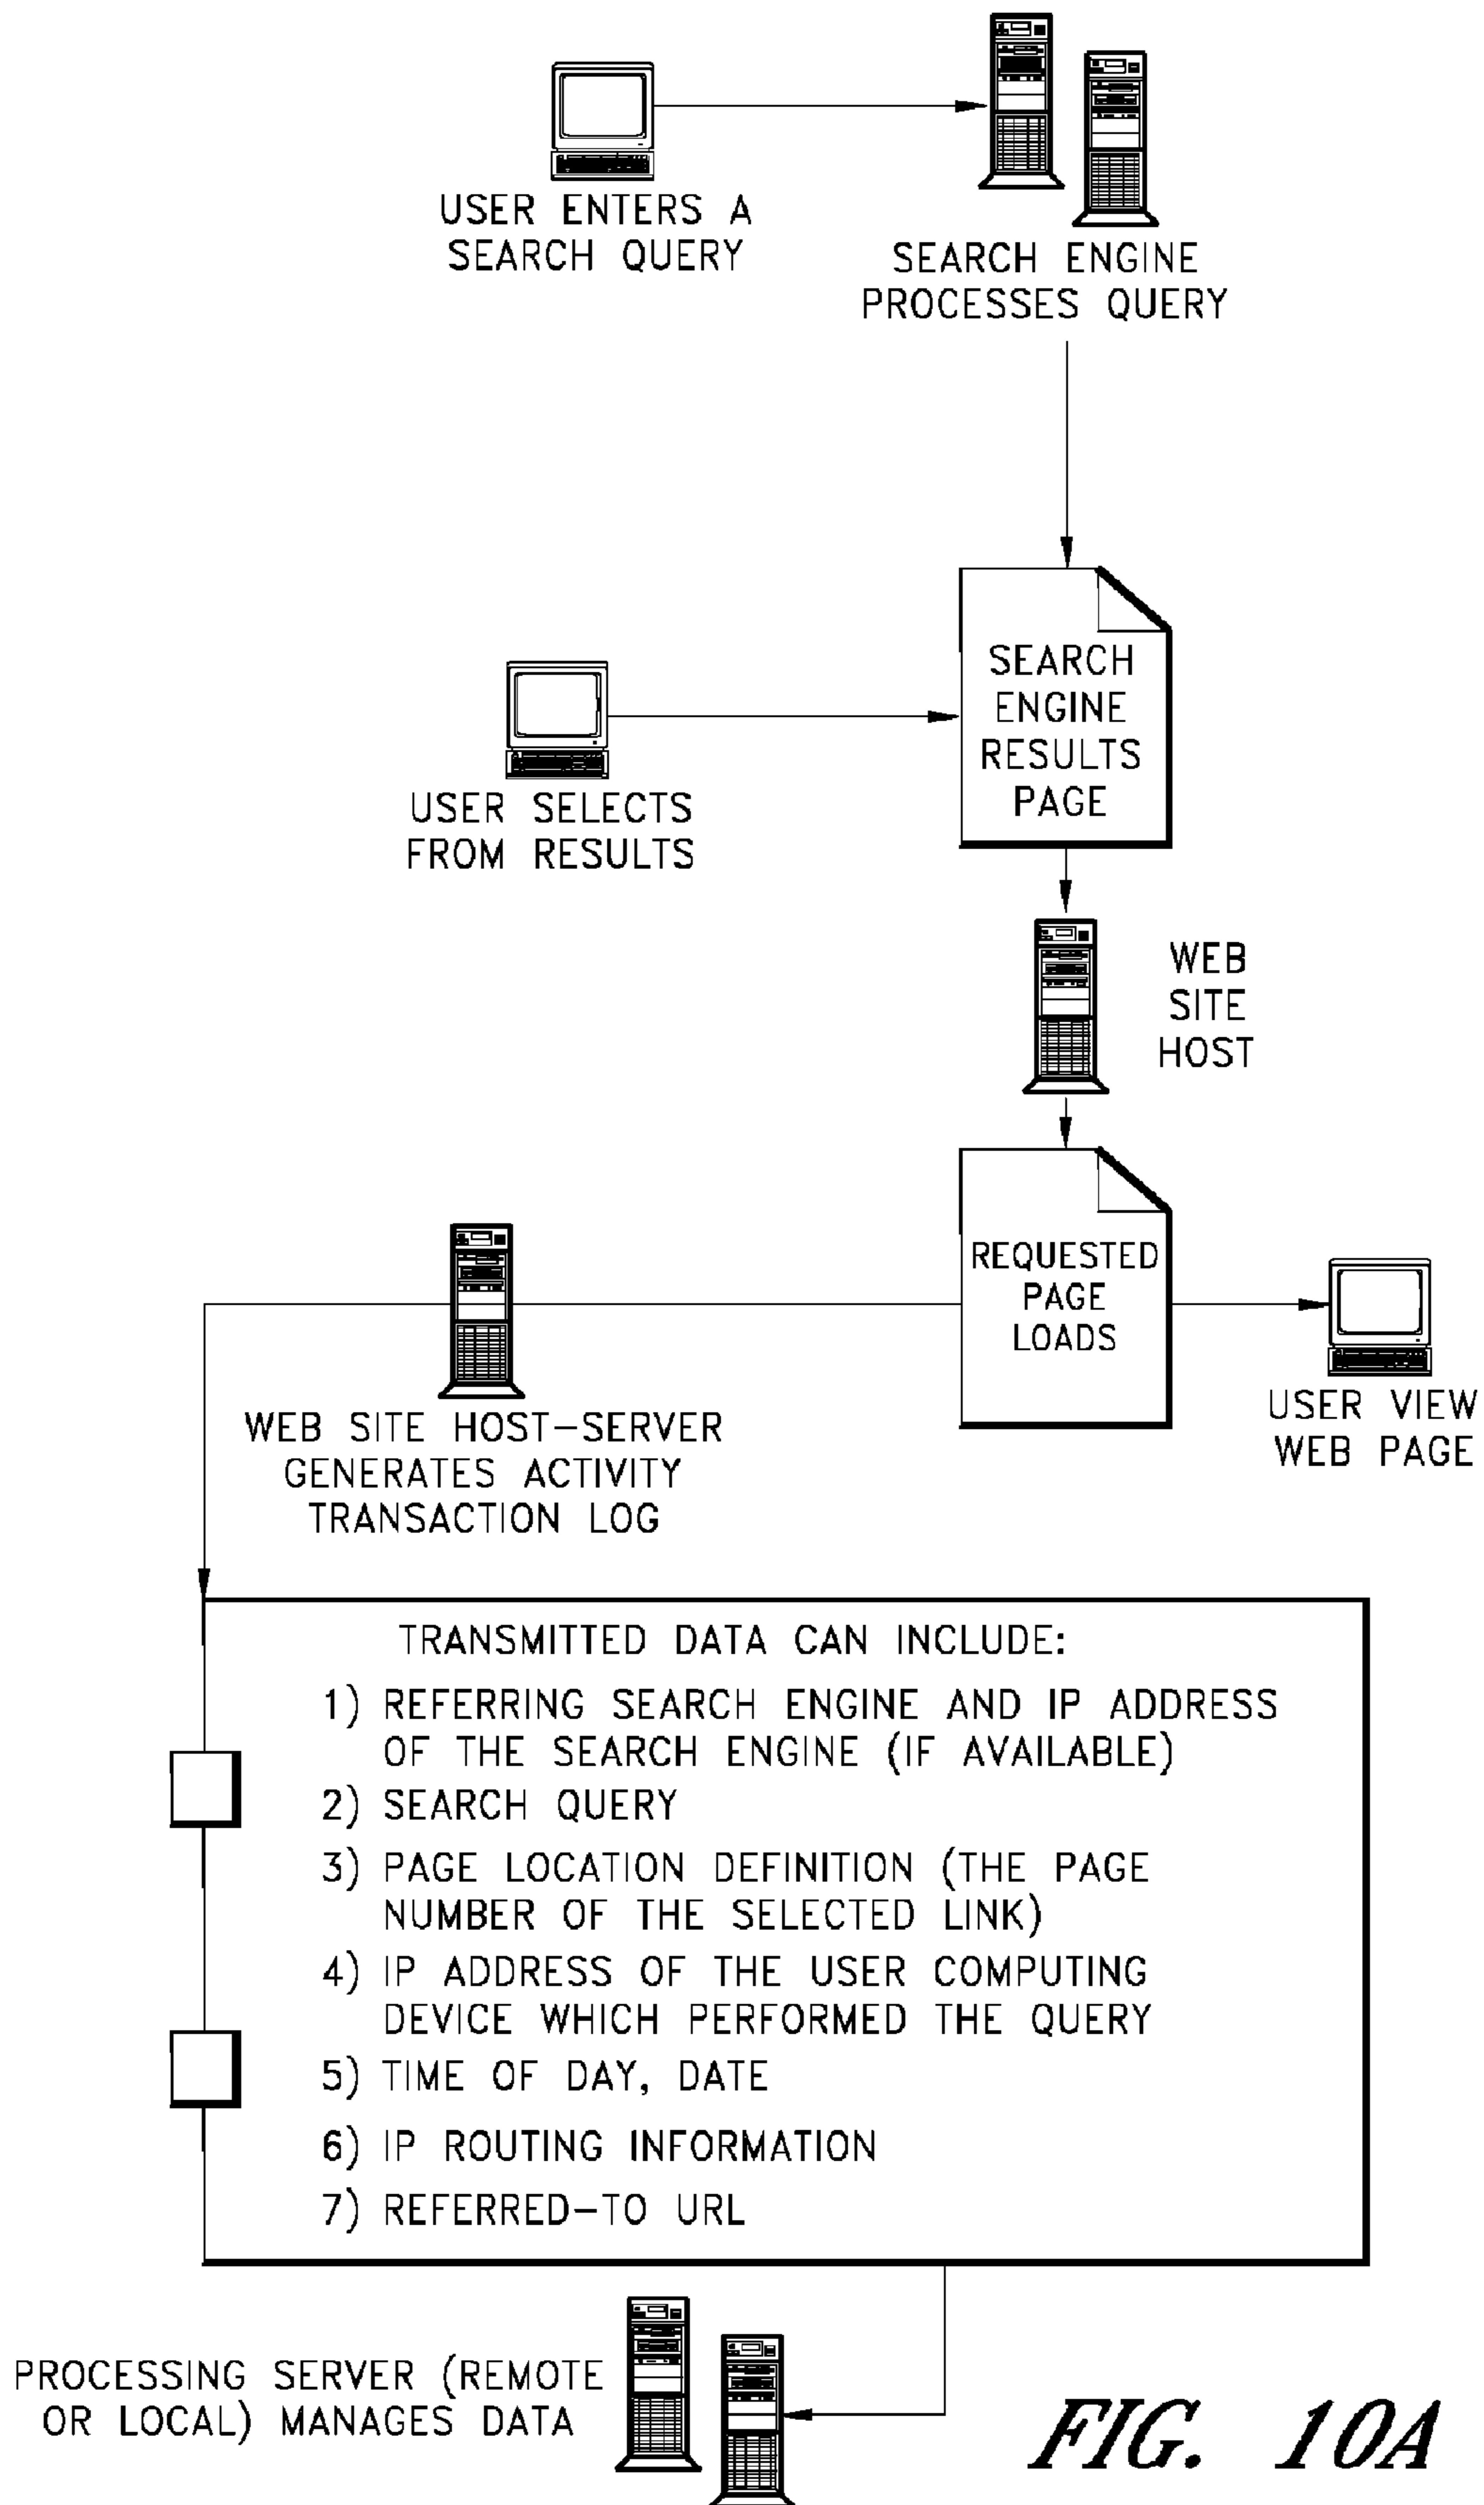 USER ENTERS A
SEARCH QUERY
SEARCH ENGINE
PROCESSES QUERY
SEARCH
ENGINE
RESULTS
PAGE
USER SELECTS
FROM RESULTS
WEB
SITE
HOST
REQUESTED
PAGE
LOADS
USER VIEW
WEB PAGE
WEB SITE HOST-SERVER
GENERATES ACTIVITY
TRANSACTION LOG
TRANSMITTED DATA CAN INCLUDE:
1) REFERRING SEARCH ENGINE AND IP ADDRESS
OF THE SEARCH ENGINE (IF AVAILABLE)
2) SEARCH QUERY
3) PAGE LOCATION DEFINITION (THE PAGE
NUMBER OF THE SELECTED LINK)
4) IP ADDRESS OF THE USER COMPUTING
DEVICE WHICH PERFORMED THE QUERY
5) TIME OF DAY, DATE
6) IP ROUTING INFORMATION
7) REFERRED-TO URL
PROCESSING SERVER (REMOTE
OR LOCAL) MANAGES DATA
FIG. 10A